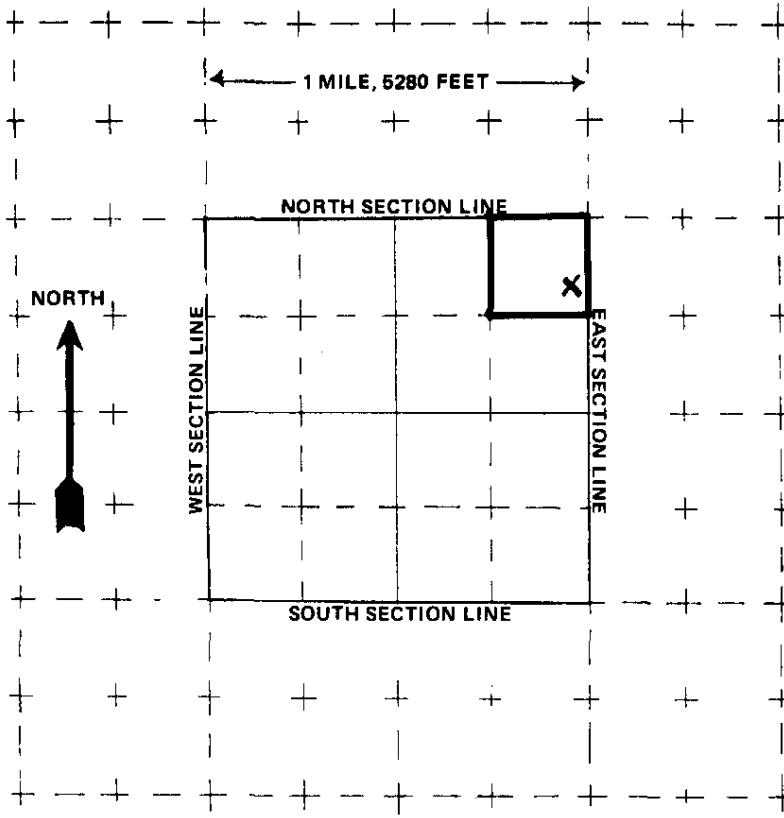 1 MILE, 5280 FEET
NORTH SECTION LINE
X
NORTH
WEST SECTION LINE
EAST SECTION LINE
SOUTH SECTION LINE